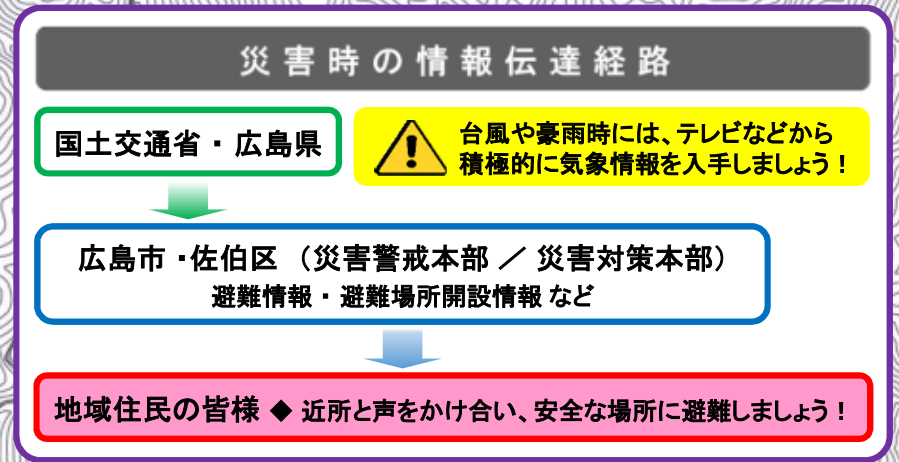 災害時の情報伝達経路
国土交通省・広島県
台風や豪雨時には、テレビなどから
積極的に気象情報を入手しましょう！
広島市・佐伯区 （災害警戒本部 ／ 災害対策本部）
避難情報・避難場所開設情報 など
地域住民の皆様 ◆ 近所と声をかけ合い、安全な場所に避難しましょう！